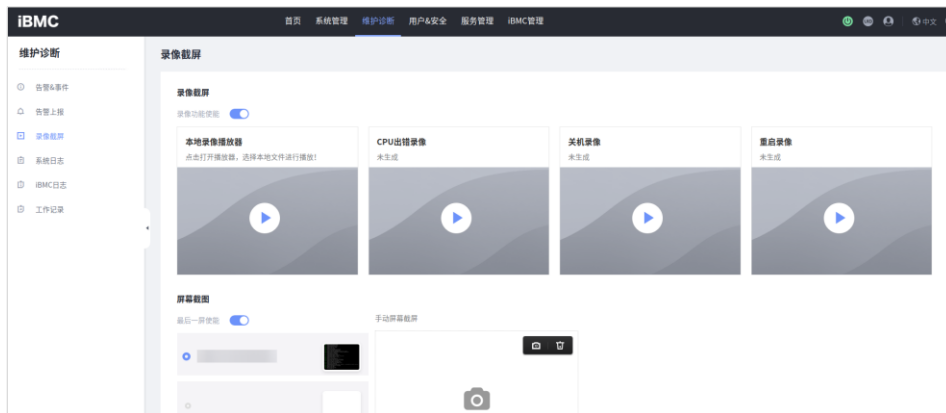 iBMC
首页 系统管理 维护诊断 用户&安全 服务管理 iBMC管理
中文
维护诊断
告警&事件
告警上报
录像截屏
系统日志
iBMC日志
工作记录
录像截屏
录像截屏
录像功能使能
本地录像播放器
点击打开播放器，选择本地文件进行播放！
CPU出错录像
未生成
关机录像
未生成
重启录像
未生成
屏幕截图
最后一屏使能
手动屏幕截屏